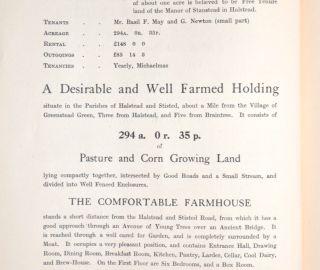 of about one acre is believed to be Free Tenure
land of the Manor of Stanstead in Halstead.
TENANTS . . Mr. Basil F. May and G. Newton (small part)
ACREAGE . . 294A. 0R. 35P.
RENTAL . . £148 0 0
OUTGOINGS . . £83 14 5
TENANCIES . . Yearly, Michaelmas
A Desirable and Well Farmed Holding
situate in the Parishes of Halstead and Stisted, about a Mile from the Village of
Greenstead Green, Three from Halstead, and Five from Braintree. It consists of
294 a. 0 r. 35 p.
of
Pasture and Corn Growing Land
lying compactly together, intersected by Good Roads and a Small Stream, and
divided into Well Fenced Enclosures.
THE COMFORTABLE FARMHOUSE
stands a short distance from the Halstead and Stisted Road, from which it has a
good approach through an Avenue of Young Trees over an Ancient Bridge. It
is reached through a well cared for Garden, and is completely surrounded by a
Moat. It occupies a very pleasant position, and contains Entrance Hall, Drawing
Room, Dining Room, Breakfast Room, Kitchen, Pantry, Larder, Cellar, Cool Dairy,
and Brew-House. On the First Floor are Six Bedrooms, and a Box Room.